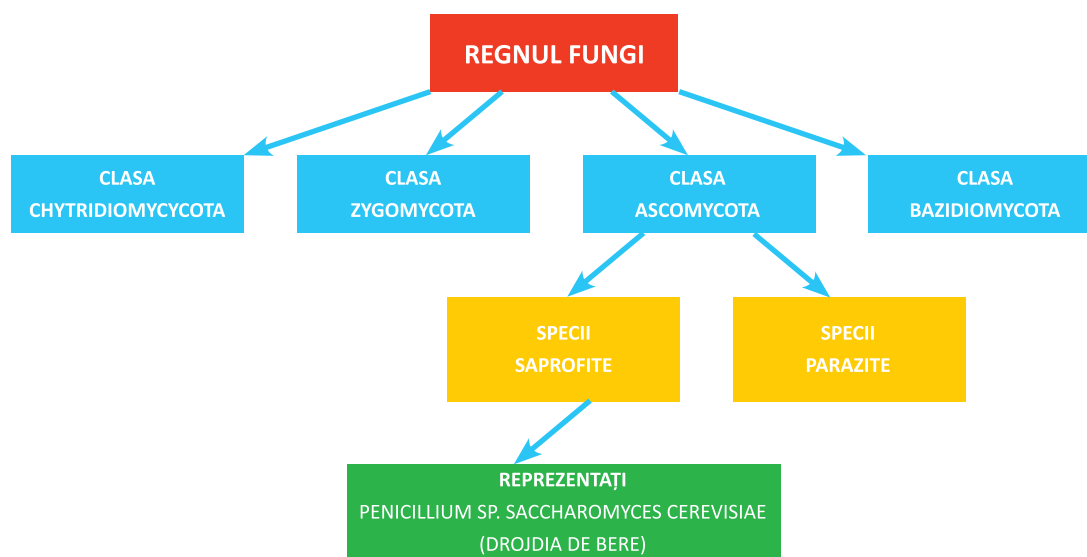 REGNUL FUNGI
CLASA
CHYTRIDIOMYCYCOTA
CLASA
ZYGOMYCOTA
CLASA
ASCOMYCOTA
CLASA
BAZIDIOMYCOTA
SPECII
SAPROFITE
SPECII
PARAZITE
REPREZENTAȚI
PENICILLIUM SP. SACCHAROMYCES CEREVISIAE
(DROJDIA DE BERE)